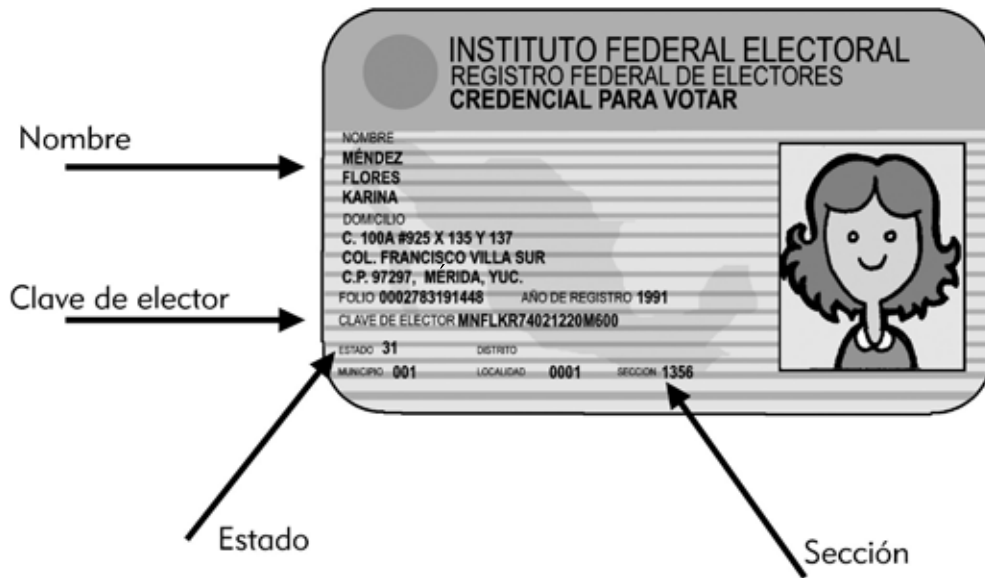 INSTITUTO FEDERAL ELECTORAL
REGISTRO FEDERAL DE ELECTORES
CREDENCIAL PARA VOTAR
Nombre
NOMBRE
MÉNDEZ
FLORES
KARINA
DOMICILIO
C. 100A #925 X 135 Y 137
COL. FRANCISCO VILLA SUR
C.P. 97297, MÉRIDA, YUC.
Clave de elector
FOLIO 0002783191448 AÑO DE REGISTRO 1991
CLAVE DE ELECTOR MNFLKR74021220M600
ESTADO 31 DISTRITO
MUNICIPIO 001 LOCALIDAD 0001 SECCION 1356
Estado
Sección